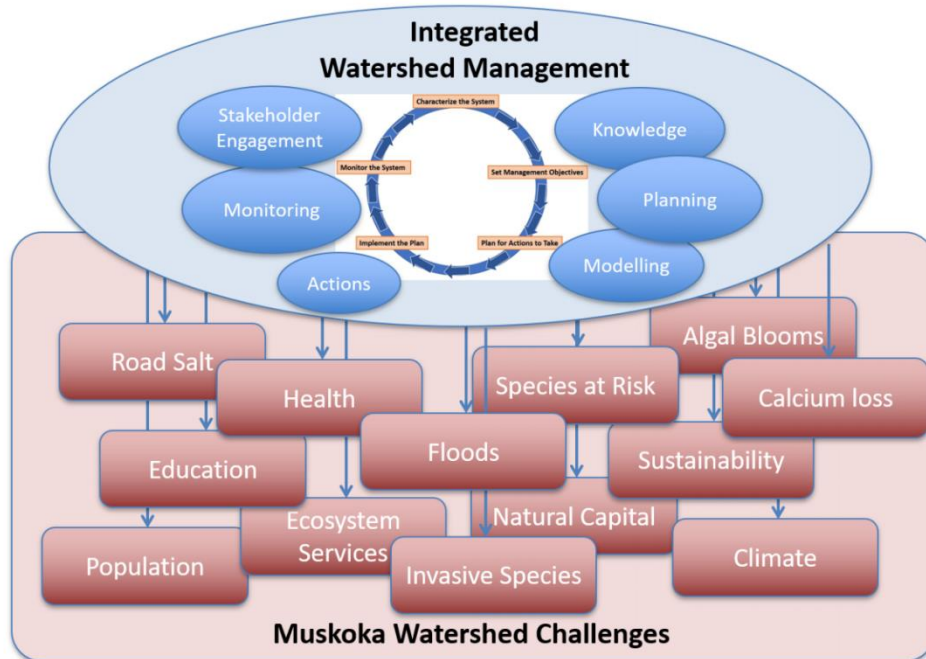 Integrated
Watershed Management
Characterize the System
Stakeholder
Engagement
Knowledge
Monitor the System
Set Management Objectives
Monitoring
Planning
Implement the Plan
Plan for Actions to Take
Modelling
Actions
Road Salt
Health
Species at Risk
Algal Blooms
Calcium loss
Education
Floods
Sustainability
Population
Ecosystem
Services
Natural Capital
Invasive Species
Climate
Muskoka Watershed Challenges